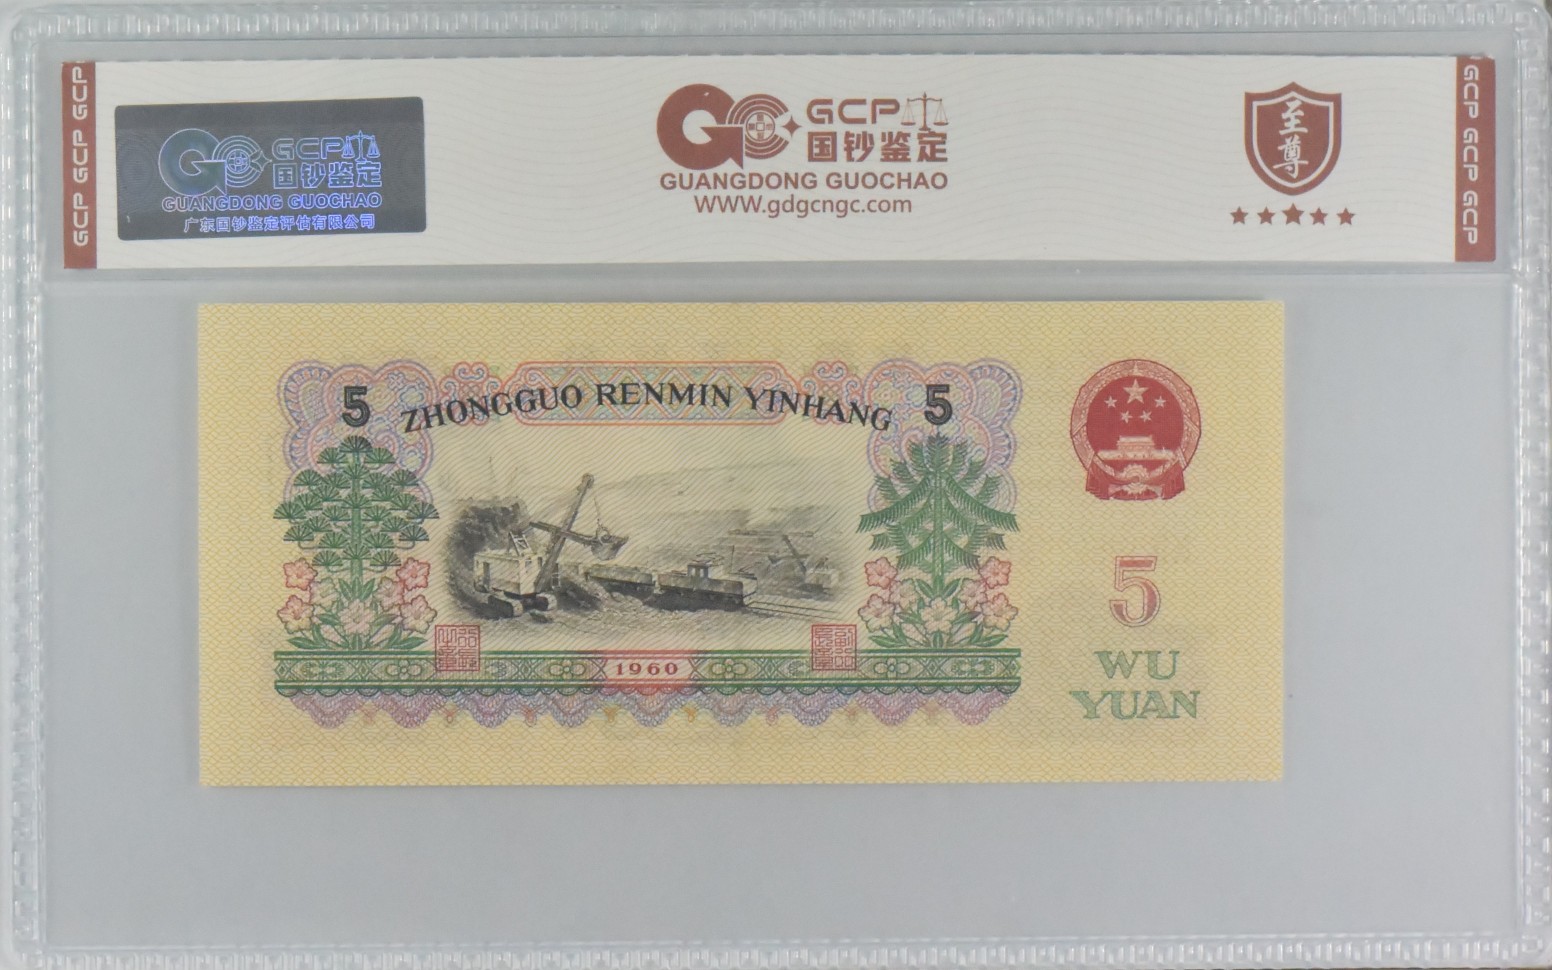 GCP GCP GCP
GCP
国钞鉴定
GUANGDONG GUOCHAO
广东国钞鉴定评估有限公司
GCP
国钞鉴定
GUANGDONG GUOCHAO
WWW.gdgcngc.com
至尊
GCP GCP GCP
5
ZHONGGUO RENMIN YINHANG
5
5
WU
YUAN
1960